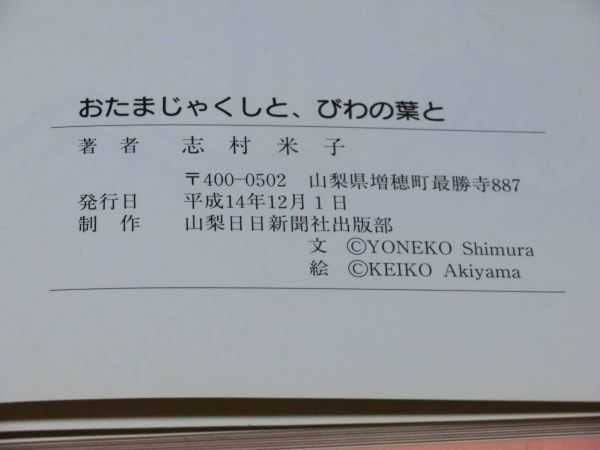 おたまじゃくしと、びわの葉と
著者 志村米子
〒400-0502 山梨県増穂町最勝寺887
発行日 平成14年12月1日
制作 山梨日日新聞社出版部
文 ©YONEKO Shimura
絵 ©KEIKO Akiyama